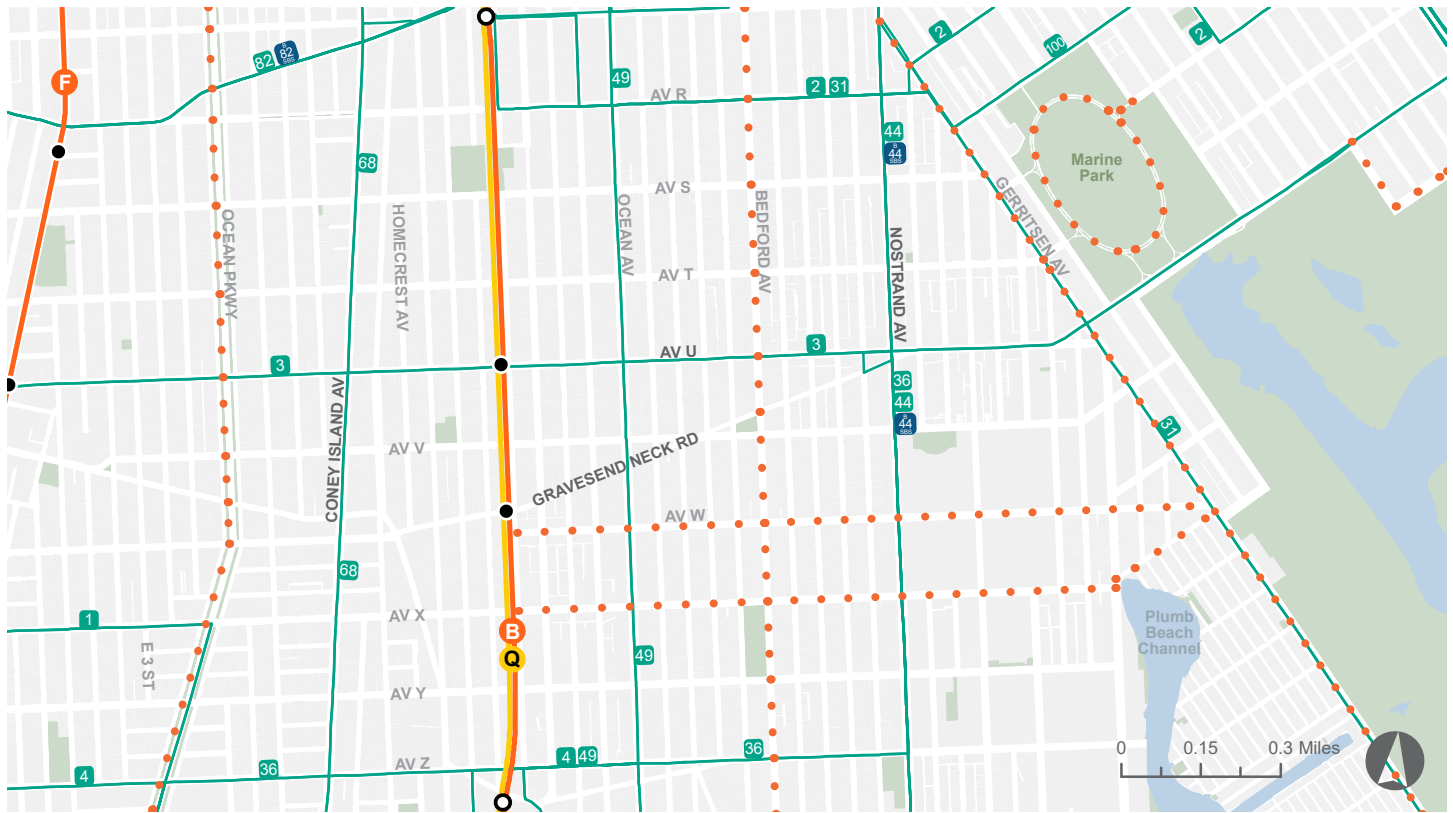 2
100
2
B
82
SBS
82
F
49
2 31
AV R
44
B
44
SBS
68
Marine
Park
AV S
GERRITSEN AV
BEDFORD AV
OCEAN AV
HOMECREST AV
OCEAN PKWY
NOSTRAND AV
AV T
3
AV U
3
36
44
B
44
SBS
CONEY ISLAND AV
31
AV V
GRAVESEND NECK RD
AV W
68
1
AV X
B
Q
Plumb
Beach
Channel
E 3 ST
49
AV Y
0 0.15 0.3 Miles
36
4 49
AV Z
36
4